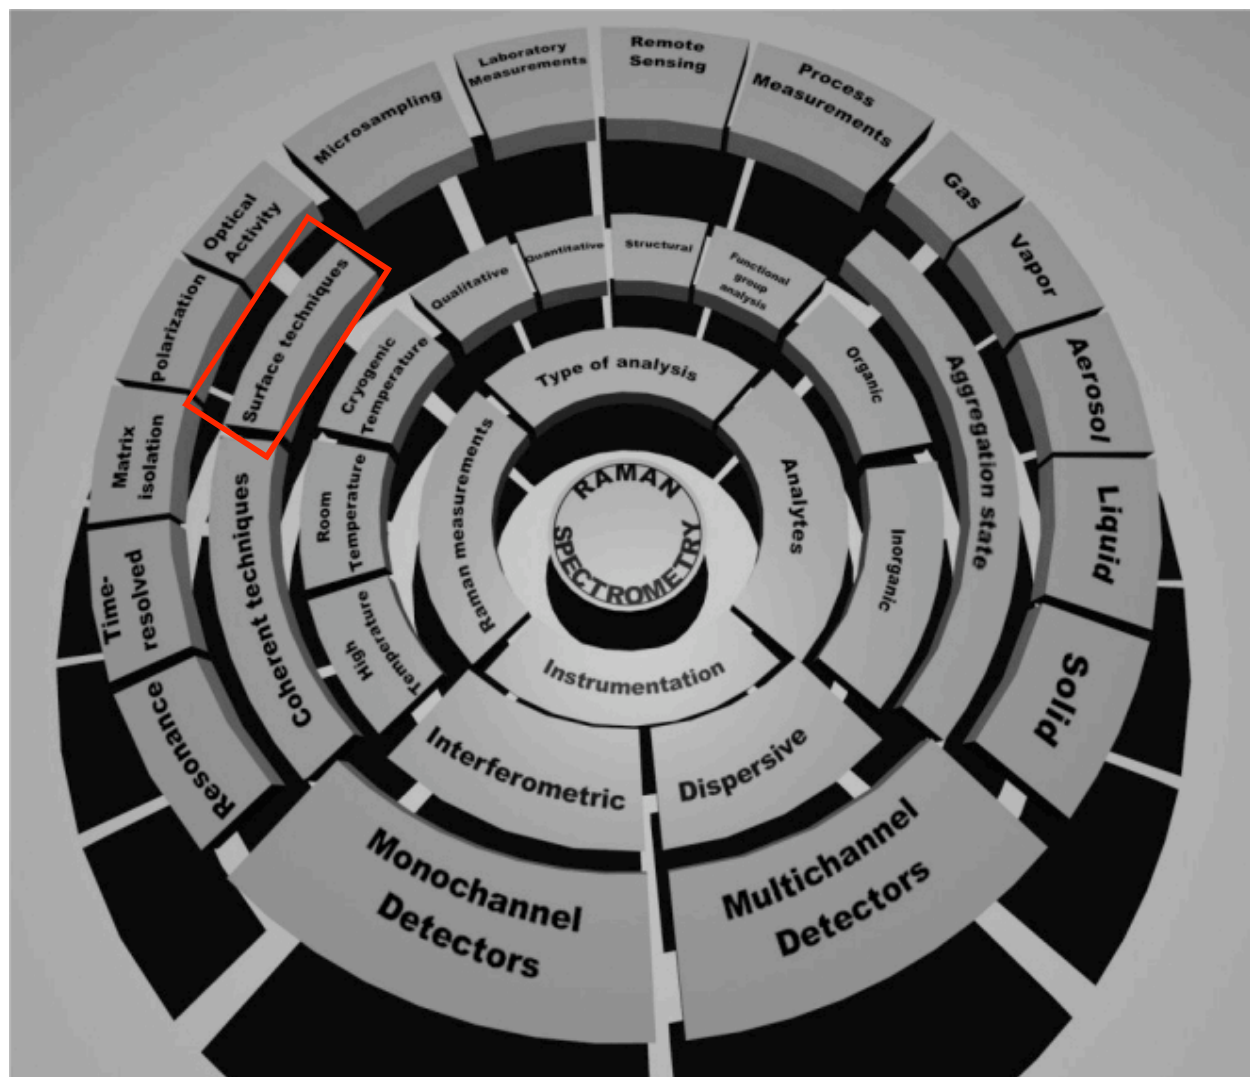 Laboratory
Measurements
Remote
Sensing
Process
Measurements
Microsampling
Gas
Optical
Activity
Vapor
Polarization
Surface techniques
Aerosol
Matrix
isolation
Liquid
Time-
resolved
Solid
Resonance
Coherent techniques
Aggregation state
Qualitative
Quantitative
Structural
Functional
group
analysis
Cryogenic
Temperature
Organic
Room
Temperature
Inorganic
High
Temperature
Type of analysis
Raman measurements
Analytes
RAMAN
SPECTROMETRY
Instrumentation
Interferometric
Dispersive
Monochannel
Detectors
Multichannel
Detectors